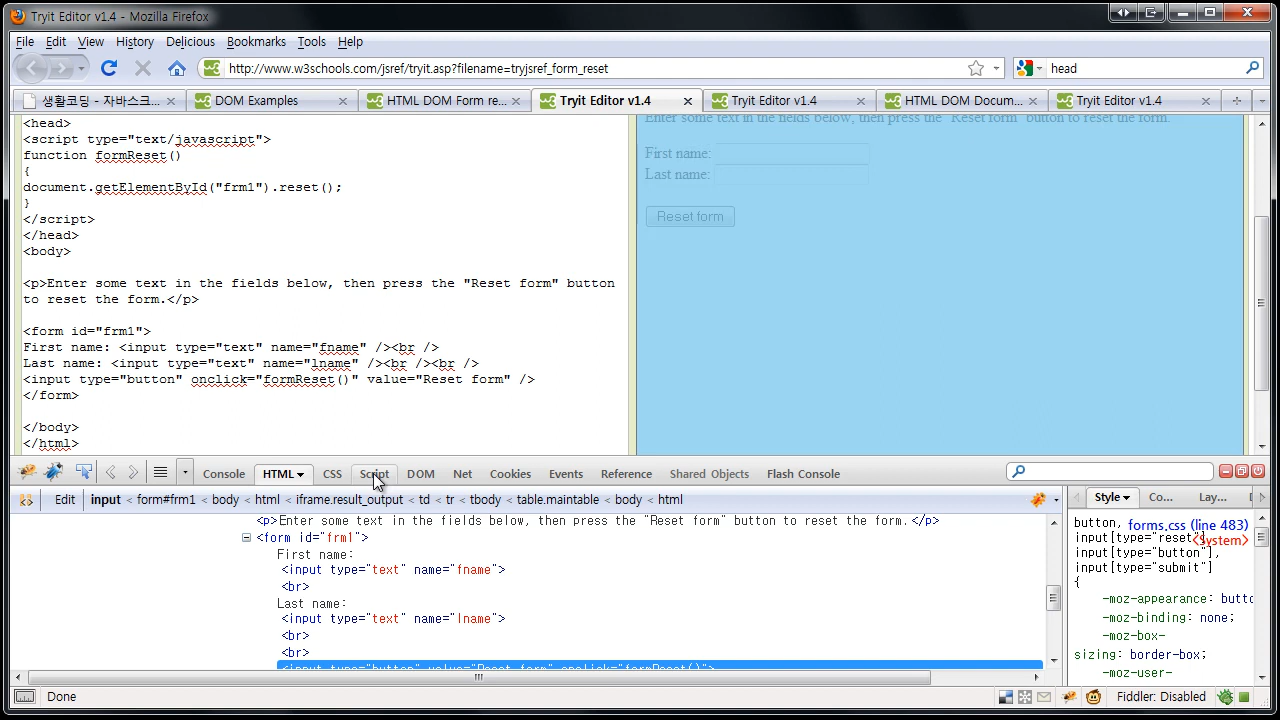 Tryit Editor v1.4 - Mozilla Firefox
File Edit View History Delicious Bookmarks Tools Help
http://www.w3schools.com/jsref/tryit.asp?filename=tryjsref_form_reset
head
생활코딩 - 자바스크...
DOM Examples
HTML DOM Form re...
Tryit Editor v1.4
Tryit Editor v1.4
HTML DOM Docum...
Tryit Editor v1.4
<head>
<script type="text/javascript">
function formReset()
{
document.getElementById("frm1").reset();
}
</script>
</head>
<body>
<p>Enter some text in the fields below, then press the "Reset form" button
to reset the form.</p>
<form id="frm1">
First name: <input type="text" name="fname" /><br />
Last name: <input type="text" name="lname" /><br /><br />
<input type="button" onclick="formReset()" value="Reset form" />
</form>
</body>
</html>
Enter some text in the fields below, then press the "Reset form" button to reset the form.
First name:
Last name:
Reset form
Console HTML CSS Script DOM Net Cookies Events Reference Shared Objects Flash Console
Edit input < form#frm1 < body < html < iframe.result_output < td < tr < tbody < table.maintable < body < html
<p>Enter some text in the fields below, then press the "Reset form" button to reset the form.</p>
<form id="frm1">
First name:
<input type="text" name="fname">
<br>
Last name:
<input type="text" name="lname">
<br>
<br>
<input type="button" value="Reset form" onclick="formReset()">
Style Co... Lay...
button, forms.css (line 483)
input[type="reset"], <System>
input[type="button"],
input[type="submit"]
{
-moz-appearance: butto
-moz-binding: none;
-moz-box-
sizing: border-box;
-moz-user-
Done
Fiddler: Disabled